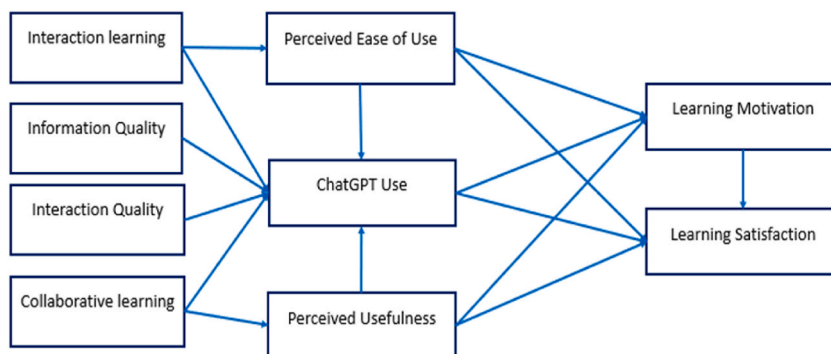 Interaction learning
Perceived Ease of Use
Learning Motivation
Information Quality
ChatGPT Use
Interaction Quality
Learning Satisfaction
Collaborative learning
Perceived Usefulness